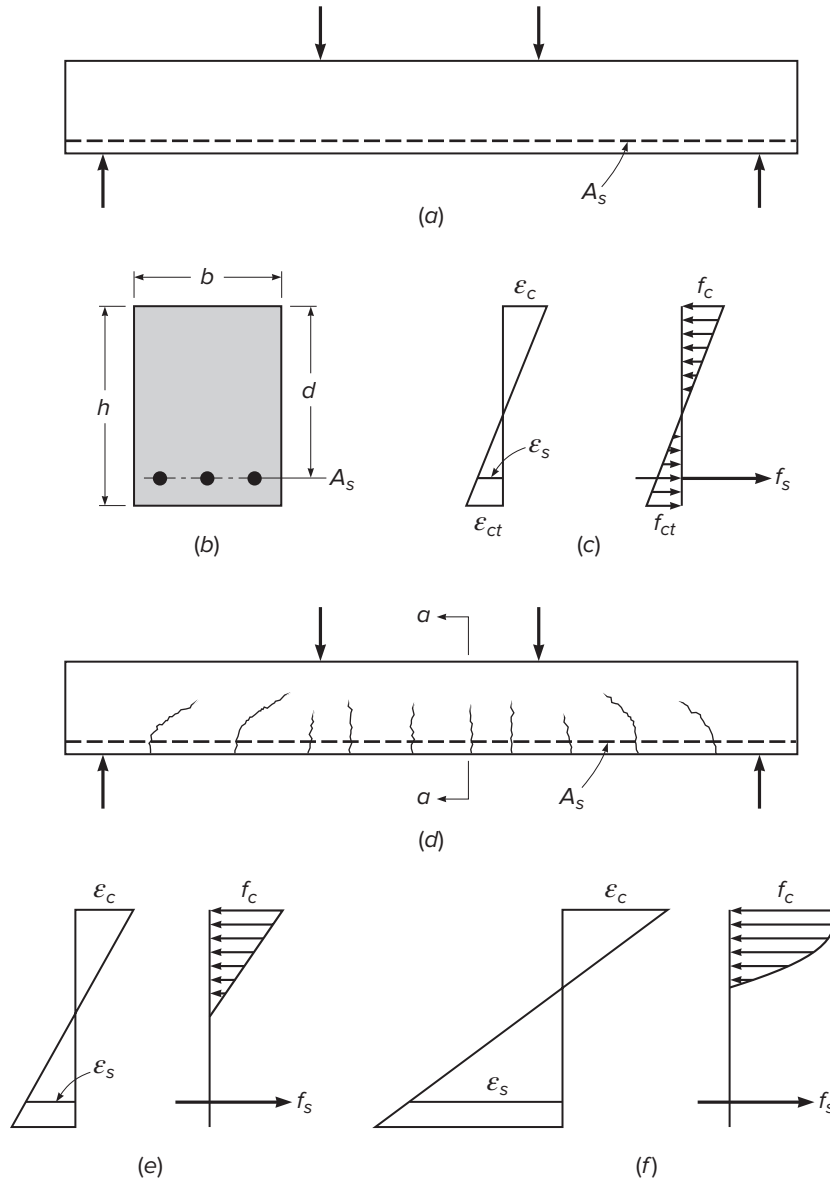 A_s
(a)
b
h
d
A_s
(b)
ε_c
ε_s
ε_ct
f_c
f_s
f_ct
(c)
a
a
A_s
(d)
ε_c
ε_s
f_c
f_s
(e)
ε_c
ε_s
f_c
f_s
(f)